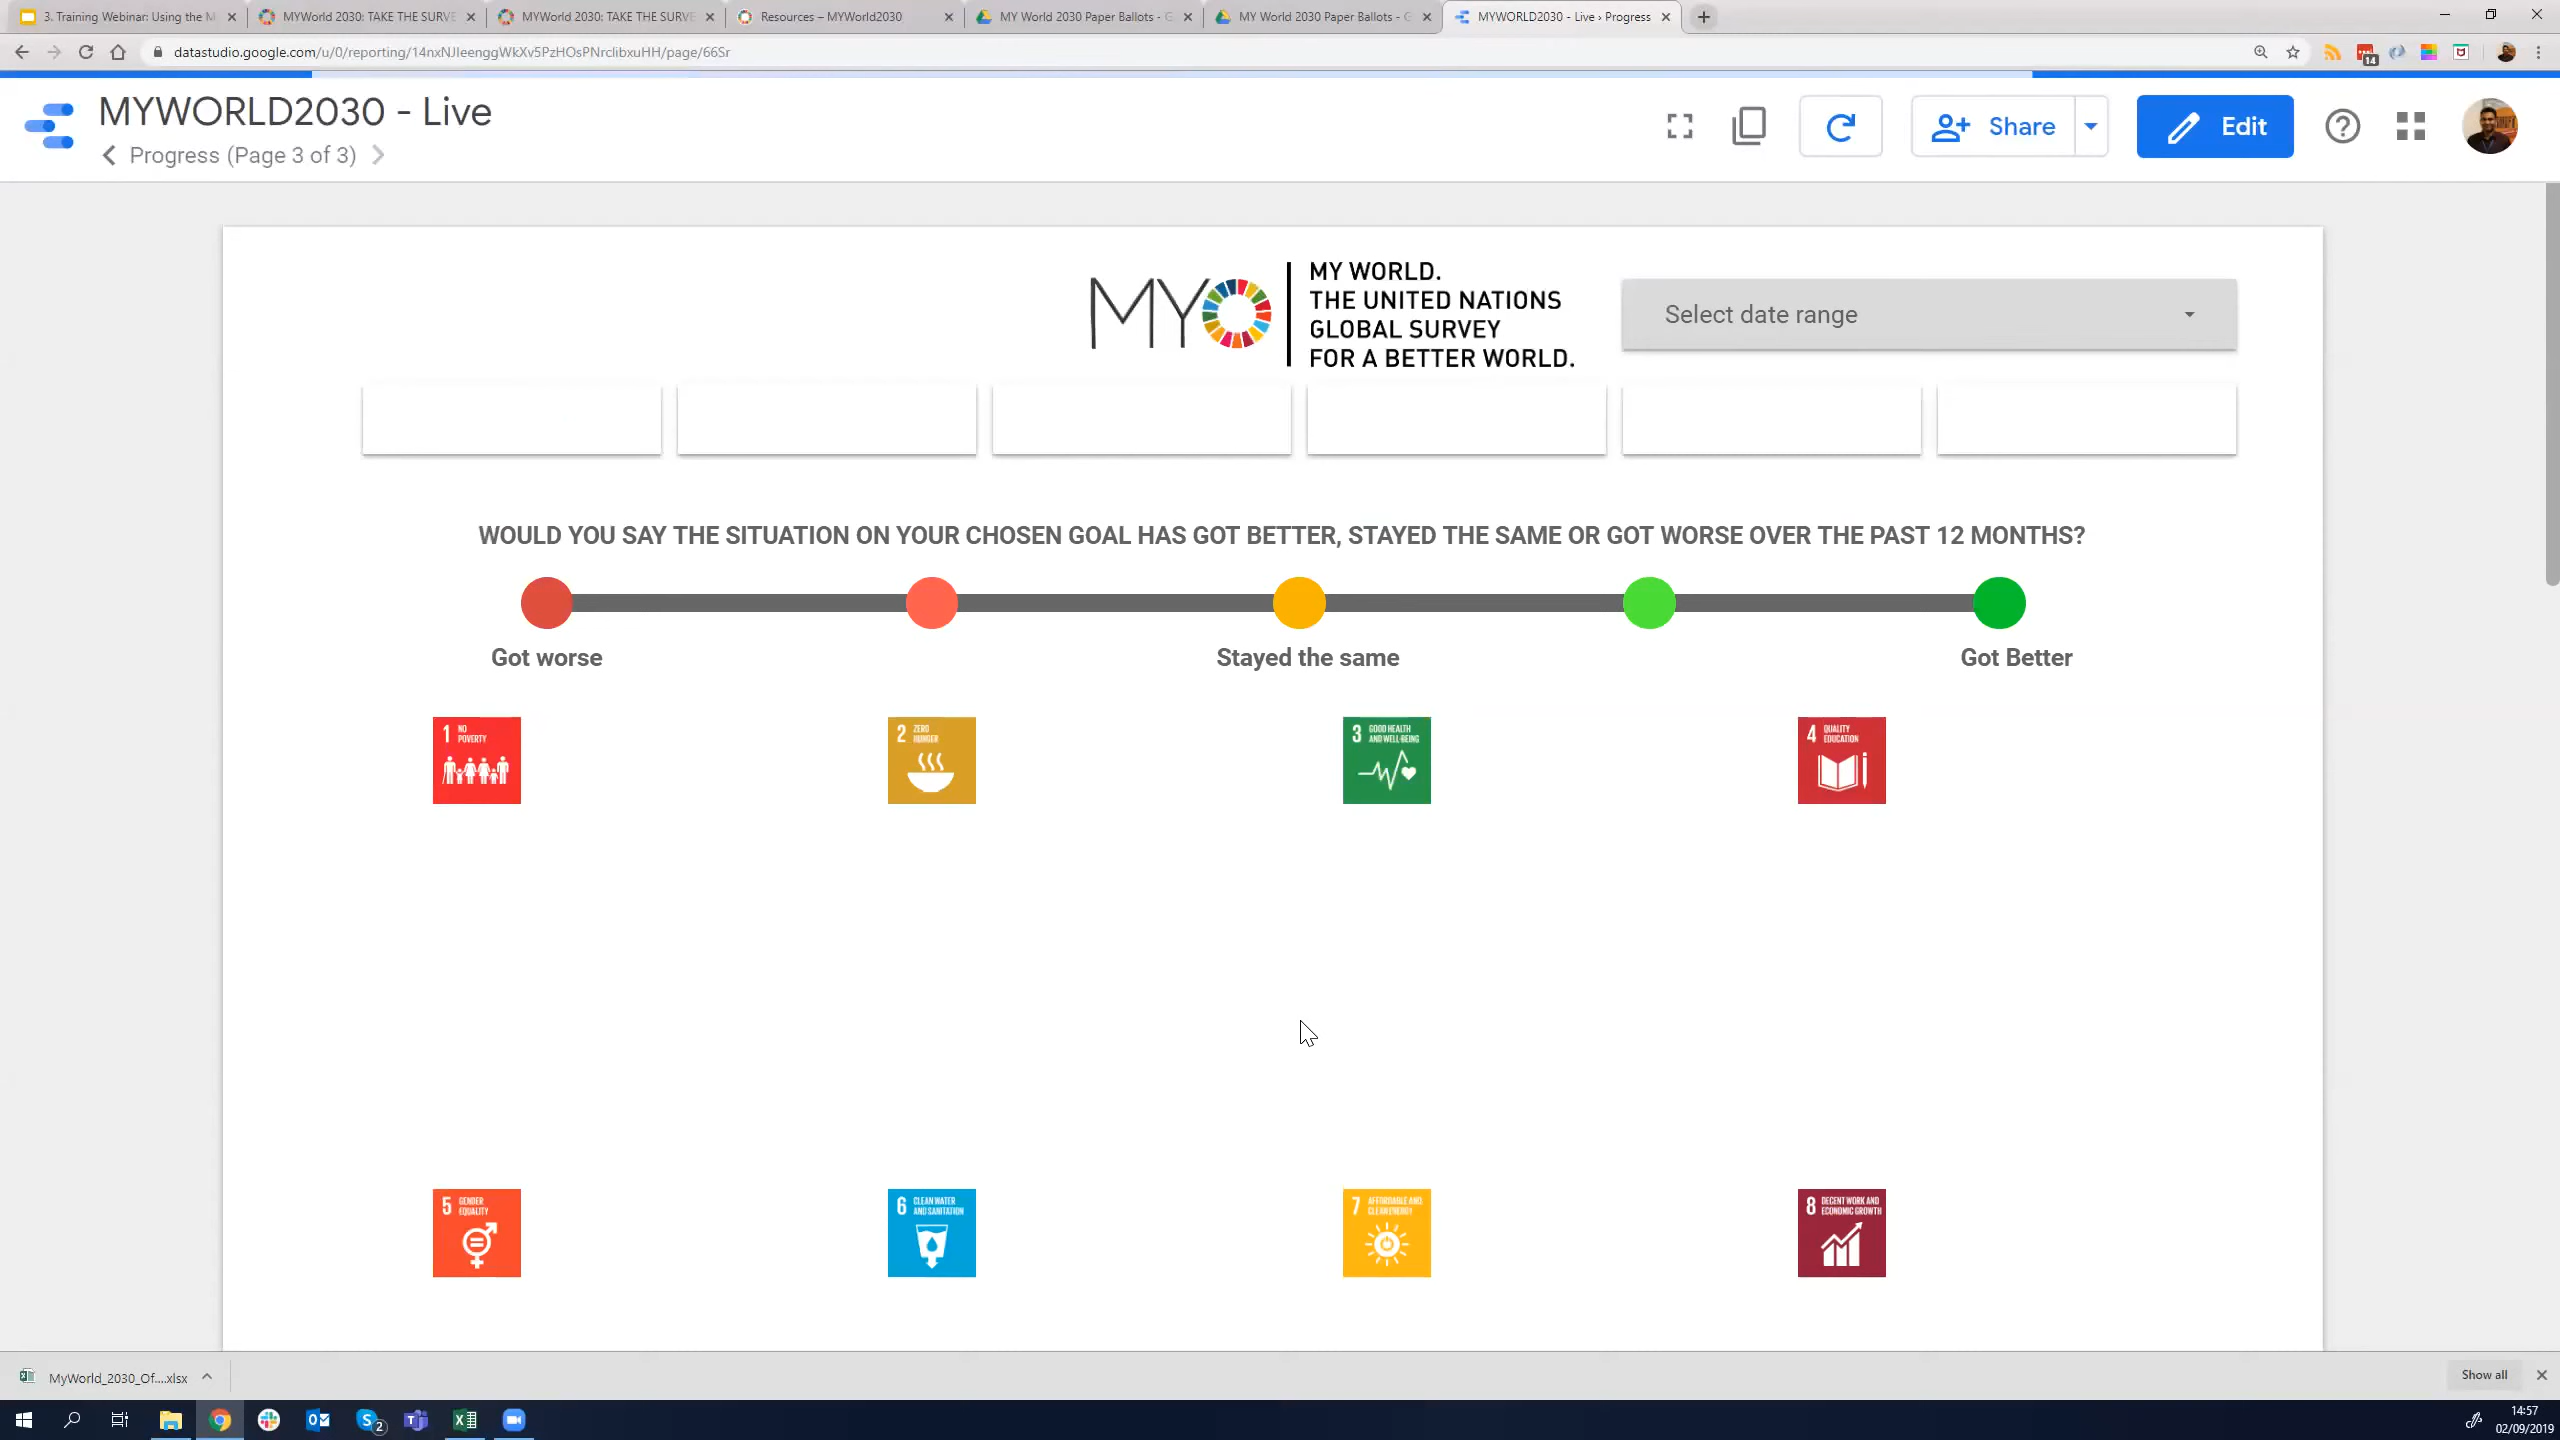 3. Training Webinar: Using the M
MYWorld 2030: TAKE THE SURVE
MYWorld 2030: TAKE THE SURVE
Resources – MYWorld2030
MY World 2030 Paper Ballots - G
MY World 2030 Paper Ballots - G
MYWORLD2030 - Live › Progress
datastudio.google.com/u/0/reporting/14nxNJIeenggWkXv5PzHOsPNrcIibxuHH/page/66Sr
14
MYWORLD2030 - Live
Progress (Page 3 of 3)
Share
Edit
MY
MY WORLD.
THE UNITED NATIONS
GLOBAL SURVEY
FOR A BETTER WORLD.
Select date range
WOULD YOU SAY THE SITUATION ON YOUR CHOSEN GOAL HAS GOT BETTER, STAYED THE SAME OR GOT WORSE OVER THE PAST 12 MONTHS?
Got worse
Stayed the same
Got Better
1 NO
POVERTY
2 ZERO
HUNGER
3 GOOD HEALTH
AND WELL-BEING
4 QUALITY
EDUCATION
5 GENDER
EQUALITY
6 CLEAN WATER
AND SANITATION
7 AFFORDABLE AND
CLEAN ENERGY
8 DECENT WORK AND
ECONOMIC GROWTH
MyWorld_2030_Of....xlsx
Show all
2
14:57
02/09/2019